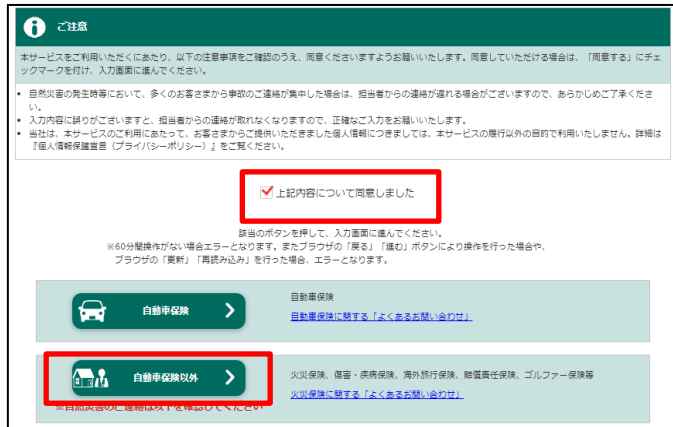 ご注意
本サービスをご利用いただくにあたり、以下の注意事項をご確認のうえ、同意くださいますようお願いいたします。同意していただける場合は、「同意する」にチェ
ックマークを付け、入力画面に進んでください。
• 自然災害の発生時等において、多くのお客さまから事故のご連絡が集中した場合は、担当者からの連絡が遅れる場合がございますので、あらかじめご了承くださ
い。
• 入力内容に誤りがございますと、担当者からの連絡が取れなくなりますので、正確なご入力をお願いいたします。
• 当社は、本サービスのご利用にあたって、お客さまからご提供いただきました個人情報につきましては、本サービスの履行以外の目的で利用いたしません。詳細は
『個人情報保護宣言（プライバシーポリシー）』をご覧ください。
上記内容について同意しました
該当のボタンを押して、入力画面に進んでください。
※60分間操作がない場合エラーとなります。またブラウザの「戻る」「進む」ボタンにより操作を行った場合や、
ブラウザの「更新」「再読み込み」を行った場合、エラーとなります。
自動車保険
自動車保険
自動車保険に関する「よくあるお問い合わせ」
自動車保険以外
火災保険、傷害・疾病保険、海外旅行保険、賠償責任保険、ゴルファー保険等
火災保険に関する「よくあるお問い合わせ」
※自然災害のご連絡は以下を確認してください